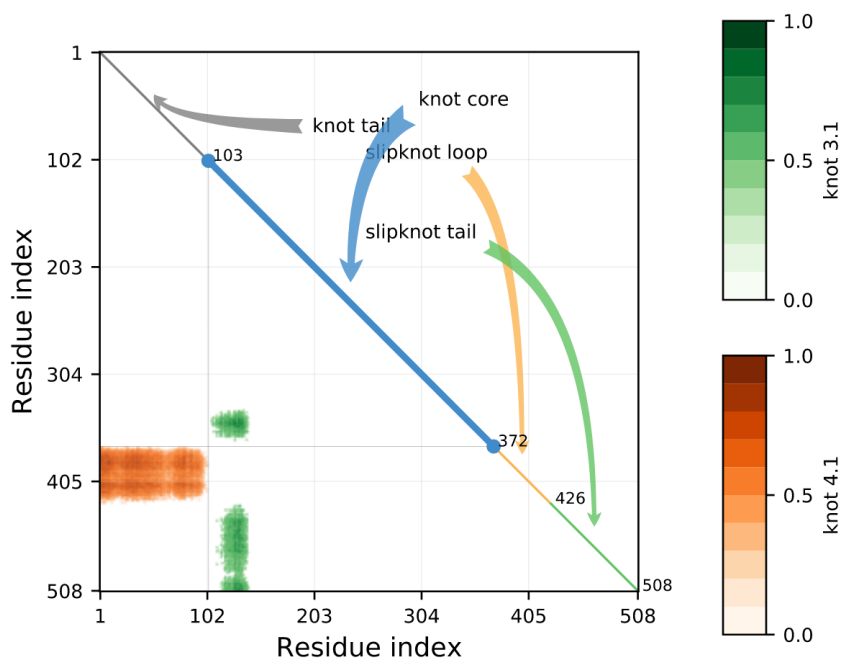 1
102
203
304
405
508
Residue index
1
102
203
304
405
508
Residue index
knot core
knot tail
slipknot loop
slipknot tail
103
372
426
508
1.0
0.5
0.0
knot 3.1
1.0
0.5
0.0
knot 4.1